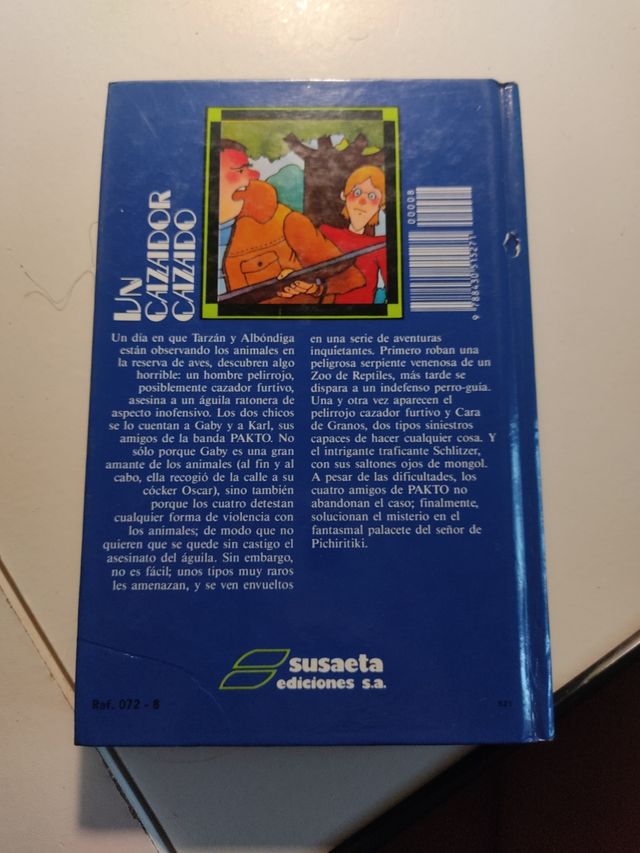 UN
CAZADOR
CAZADO
00008
9 788430 515271
Un día en que Tarzán y Albóndiga
están observando los animales en
la reserva de aves, descubren algo
horrible: un hombre pelirrojo,
posiblemente cazador furtivo,
asesina a un águila ratonera de
aspecto inofensivo. Los dos chicos
se lo cuentan a Gaby y a Karl, sus
amigos de la banda PAKTO. No
sólo porque Gaby es una gran
amante de los animales (al fin y al
cabo, ella recogió de la calle a su
cócker Oscar), sino también
porque los cuatro detestan
cualquier forma de violencia con
los animales; de modo que no
quieren que se quede sin castigo el
asesinato del águila. Sin embargo,
no es fácil; unos tipos muy raros
les amenazan, y se ven envueltos
en una serie de aventuras
inquietantes. Primero roban una
peligrosa serpiente venenosa de un
Zoo de Reptiles, más tarde se
dispara a un indefenso perro-guía.
Una y otra vez aparecen el
pelirrojo cazador furtivo y Cara
de Granos, dos tipos siniestros
capaces de hacer cualquier cosa. Y
el intrigante traficante Schlitzer,
con sus saltones ojos de mongol.
A pesar de las dificultades, los
cuatro amigos de PAKTO no
abandonan el caso; finalmente,
solucionan el misterio en el
fantasmal palacete del señor de
Pichiritiki.
susaeta
ediciones s.a.
Ref. 072 - 8